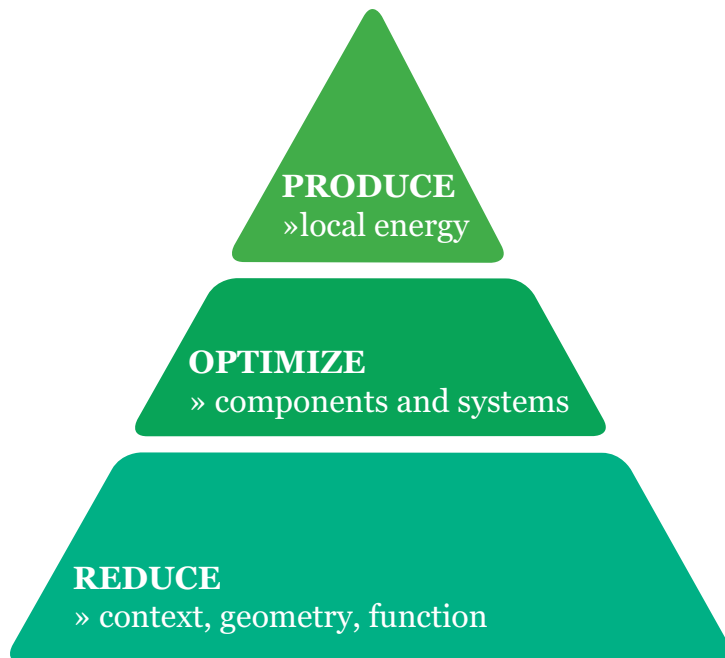 PRODUCE
»local energy
OPTIMIZE
» components and systems
REDUCE
» context, geometry, function